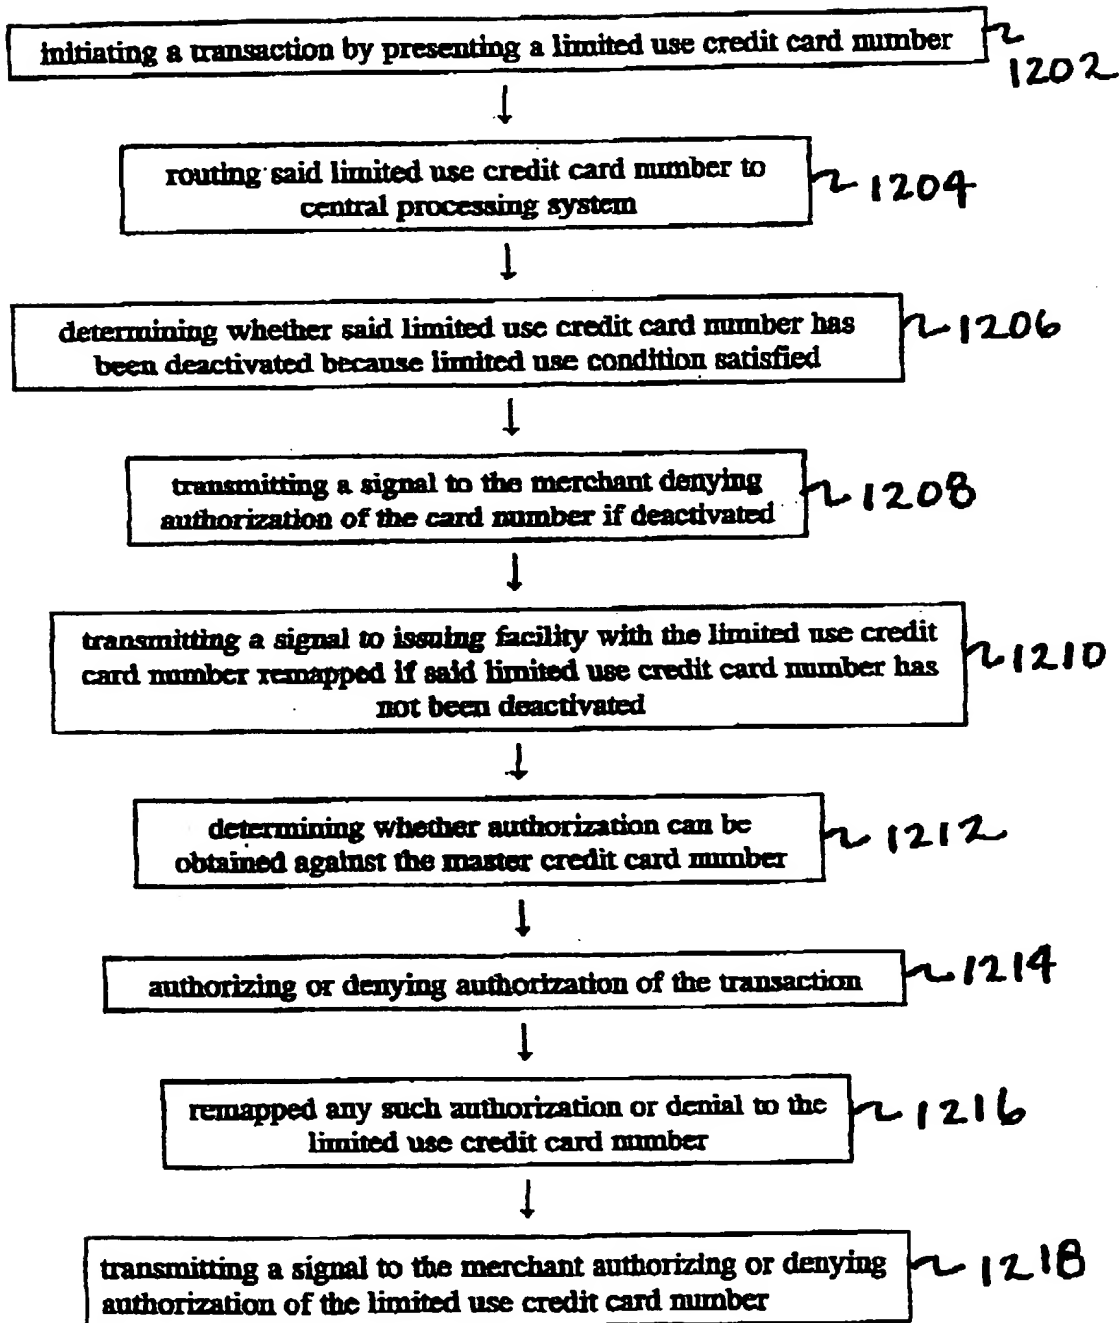 initiating a transaction by presenting a limited use credit card number
1202
routing said limited use credit card number to
central processing system
1204
determining whether said limited use credit card number has
been deactivated because limited use condition satisfied
1206
transmitting a signal to the merchant denying
authorization of the card number if deactivated
1208
transmitting a signal to issuing facility with the limited use credit
card number remapped if said limited use credit card number has
not been deactivated
1210
determining whether authorization can be
obtained against the master credit card number
1212
authorizing or denying authorization of the transaction
1214
remapped any such authorization or denial to the
limited use credit card number
1216
transmitting a signal to the merchant authorizing or denying
authorization of the limited use credit card number
1218